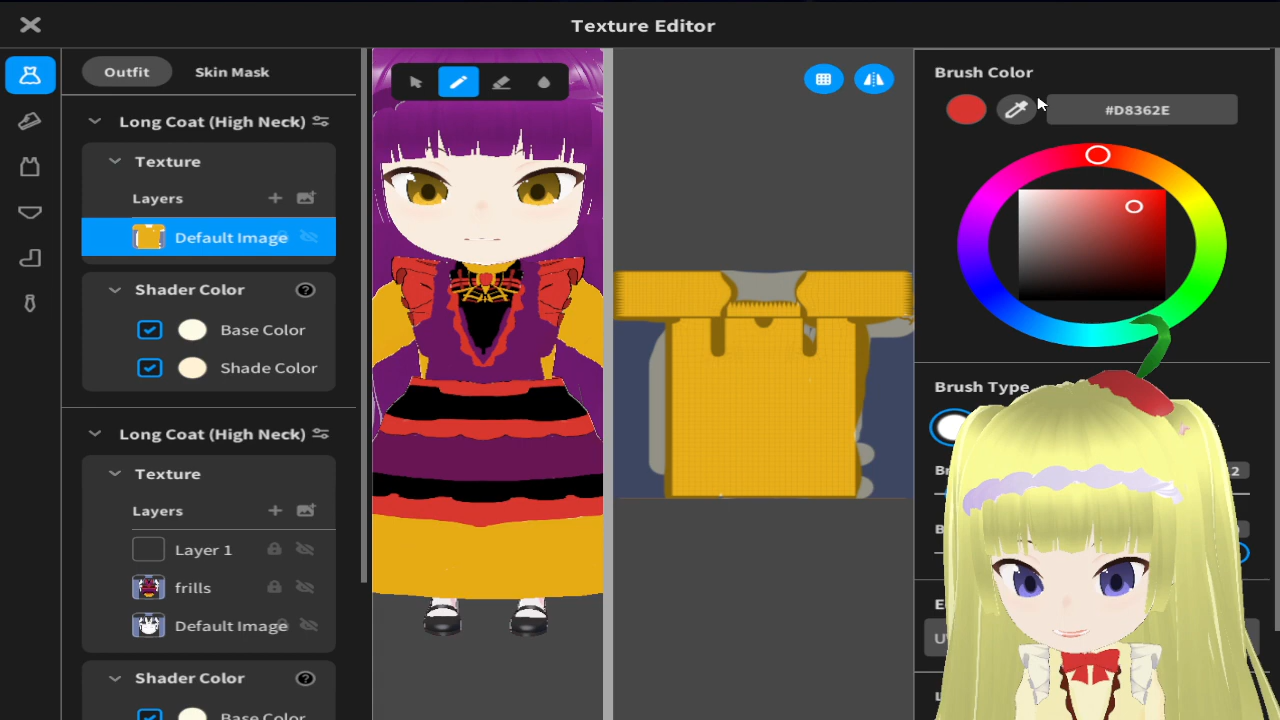 Texture Editor
Outfit
Skin Mask
Long Coat (High Neck)
Texture
Layers
Default Image
Shader Color
Base Color
Shade Color
Long Coat (High Neck)
Texture
Layers
Layer 1
frills
Default Image
Shader Color
Base Color
Brush Color
#D8362E
Brush Type